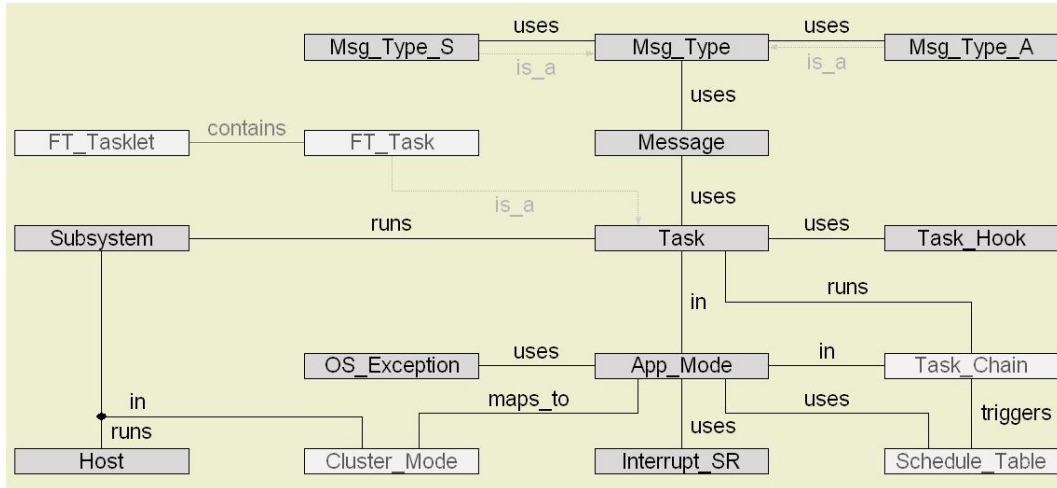 uses
uses
Msg_Type_S
Msg_Type
Msg_Type_A
is_a
is_a
uses
contains
FT_Tasklet
FT_Task
Message
uses
is_a
runs
uses
Subsystem
Task
Task_Hook
runs
in
uses
in
OS_Exception
App_Mode
Task_Chain
in
maps_to
uses
triggers
runs
uses
Host
Cluster_Mode
Interrupt_SR
Schedule_Table